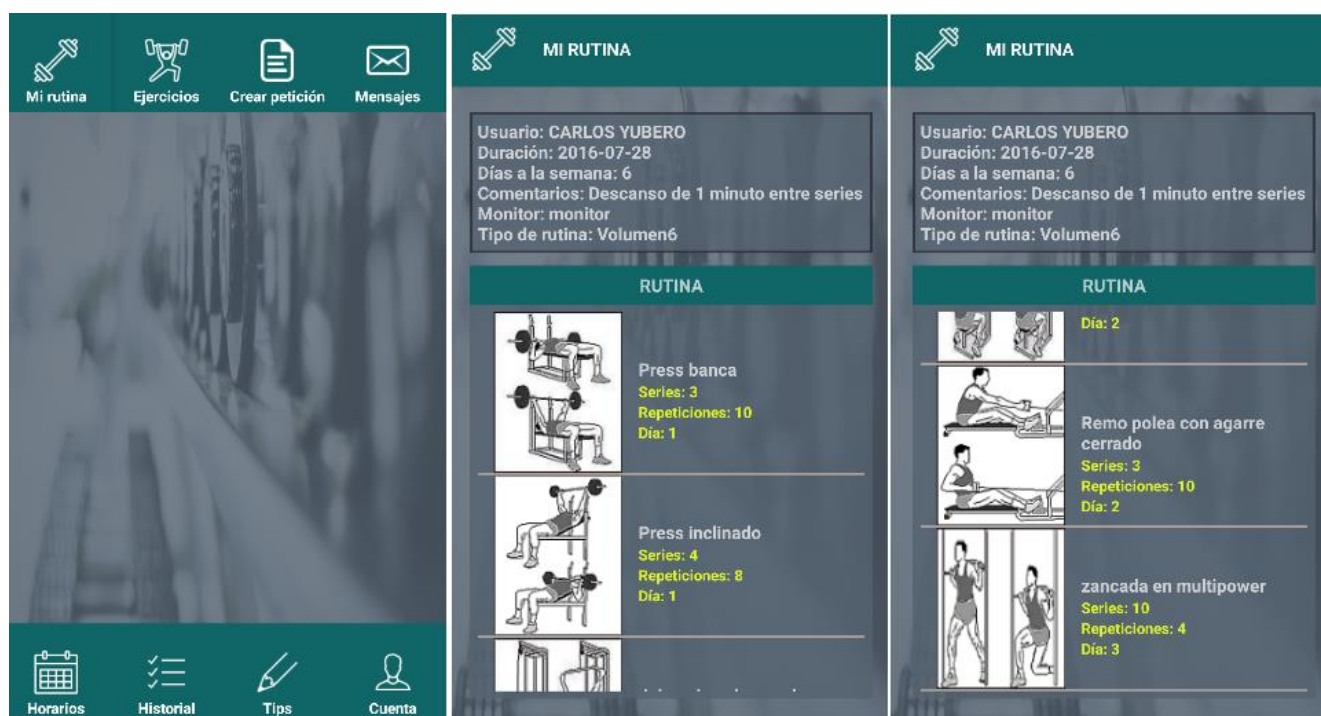 Mi rutina
Ejercicios
Crear petición
Mensajes
Horarios
Historial
Tips
Cuenta
MI RUTINA
Usuario: CARLOS YUBERO
Duración: 2016-07-28
Días a la semana: 6
Comentarios: Descanso de 1 minuto entre series
Monitor: monitor
Tipo de rutina: Volumen6
RUTINA
Press banca
Series: 3
Repeticiones: 10
Día: 1
Press inclinado
Series: 4
Repeticiones: 8
Día: 1
MI RUTINA
Usuario: CARLOS YUBERO
Duración: 2016-07-28
Días a la semana: 6
Comentarios: Descanso de 1 minuto entre series
Monitor: monitor
Tipo de rutina: Volumen6
RUTINA
Día: 2
Remo polea con agarre
cerrado
Series: 3
Repeticiones: 10
Día: 2
zancada en multipower
Series: 10
Repeticiones: 4
Día: 3